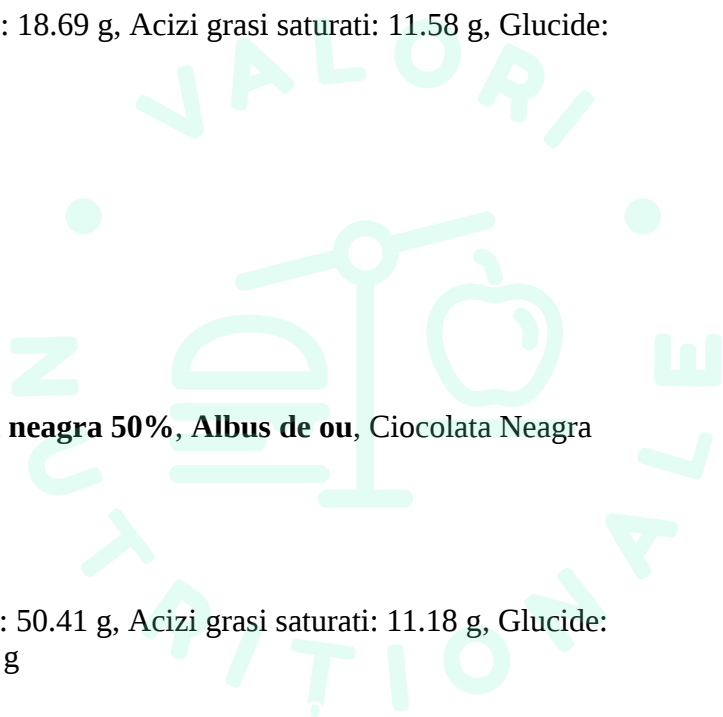 : 18.69 g, Acizi grasi saturati: 11.58 g, Glucide:
VALORI
neagra 50%, Albus de ou, Ciocolata Neagra
: 50.41 g, Acizi grasi saturati: 11.18 g, Glucide:
g
NUTRITIONALE